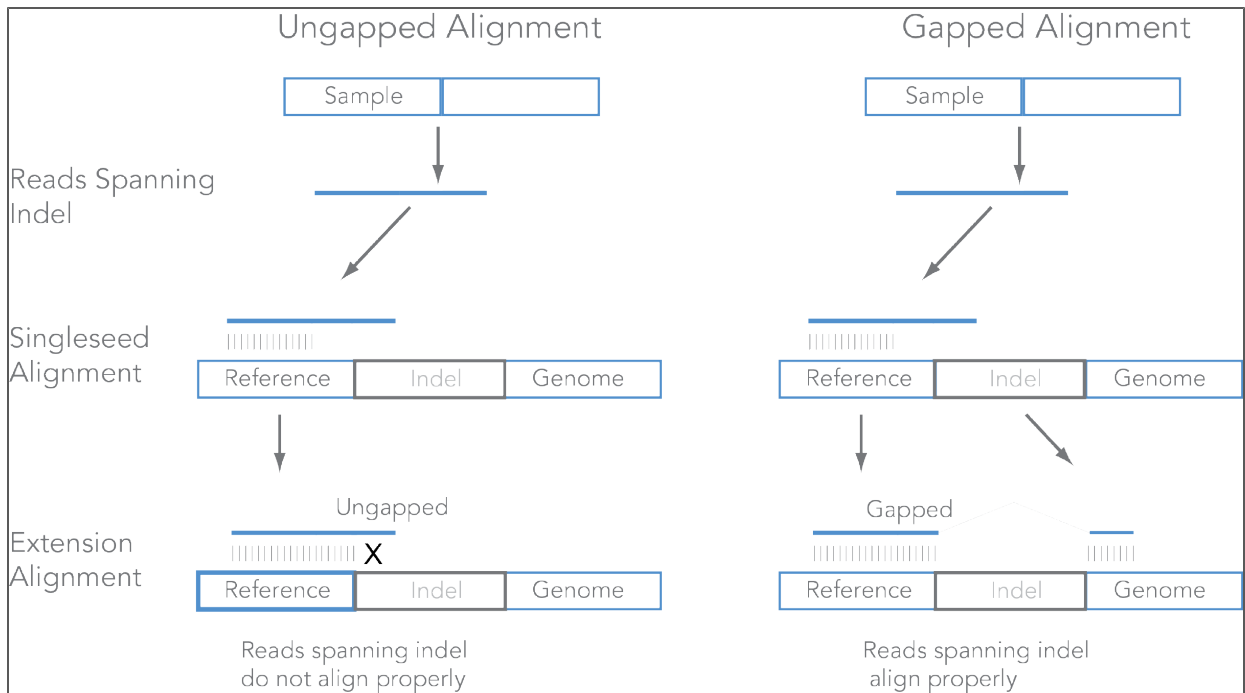 Ungapped Alignment
Gapped Alignment
Sample
Sample
Reads Spanning
Indel
Singleseed
Alignment
Reference
Indel
Genome
Reference
Indel
Genome
Ungapped
Gapped
Extension
Alignment
X
Reference
Indel
Genome
Reference
Indel
Genome
Reads spanning indel
do not align properly
Reads spanning indel
align properly